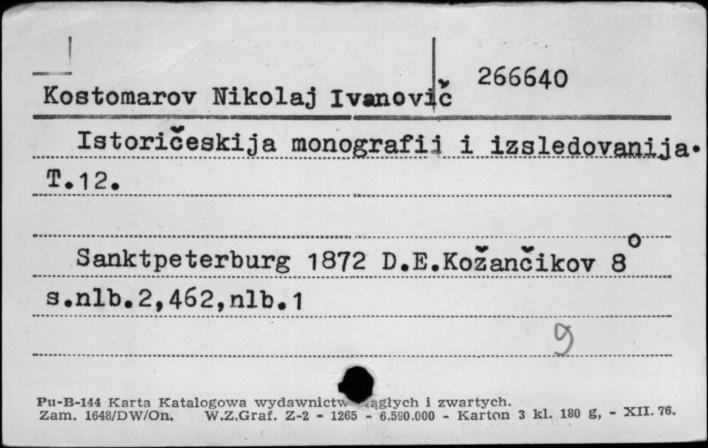 266640
Kostomarov Nikolaj Ivanovič
Istoričeskija monografii i izsledovanija.
T.12.
Sanktpeterburg 1872 D.E.Kožančikov 8°
s.nlb.2,462,nlb.1
9
Pu-B-144 Karta Katalogowa wydawnictw ągłych i zwartych.
Zam. 1648/DW/On. W.Z.Graf. Z-2 - 1265 - 6.590.000 - Karton 3 kl. 180 g, - XII. 76.